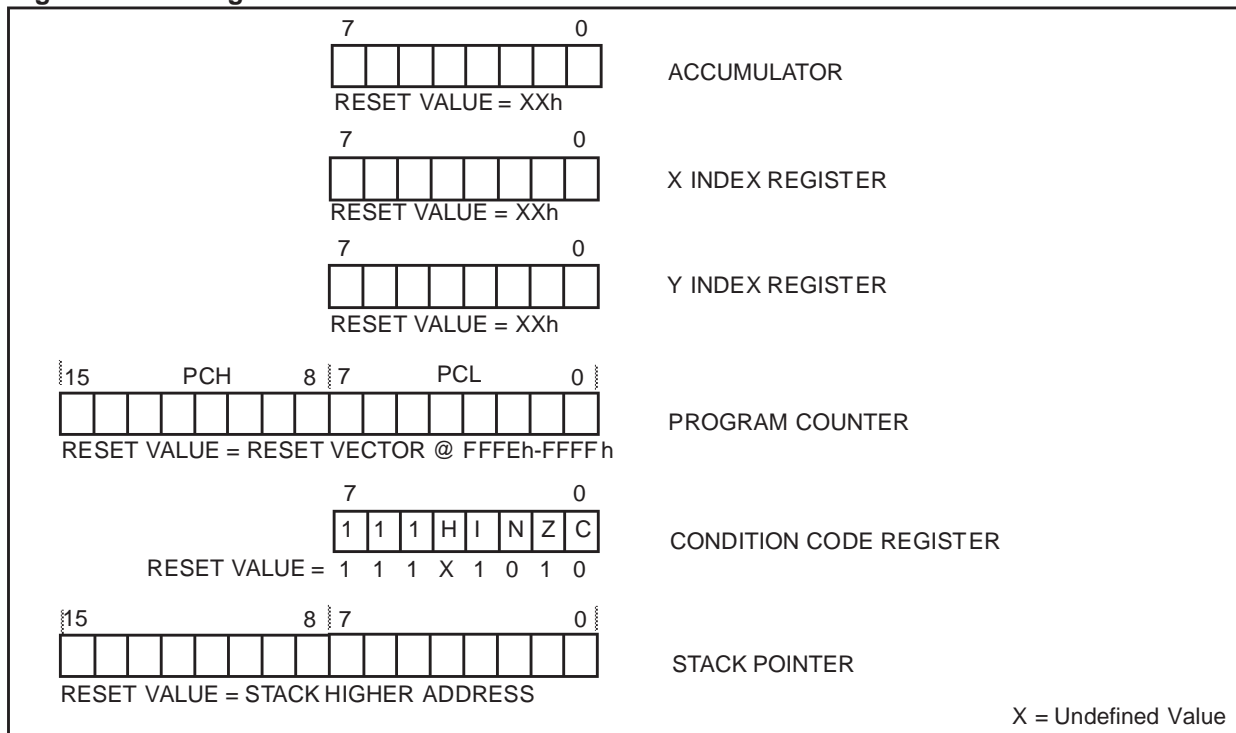 7 0
ACCUMULATOR
RESET VALUE = XXh
7 0
X INDEX REGISTER
RESET VALUE = XXh
7 0
Y INDEX REGISTER
RESET VALUE = XXh
15 PCH 8 7 PCL 0
PROGRAM COUNTER
RESET VALUE = RESET VECTOR @ FFFEh-FFFFh
7 0
1 1 1 H I N Z C
CONDITION CODE REGISTER
RESET VALUE = 1 1 1 X 1 0 1 0
15 8 7 0
STACK POINTER
RESET VALUE = STACK HIGHER ADDRESS
X = Undefined Value